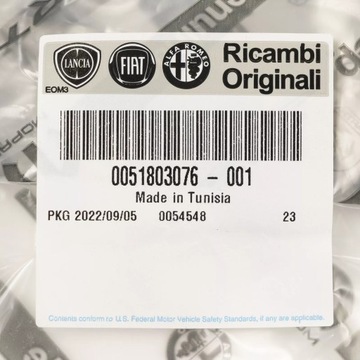 LANCIA
FIAT
ALFA ROMEO
Ricambi
Originali
EOM3
0051803076 - 001
Made in Tunisia
PKG 2022/09/05 0054548 23
Contents conform to U.S. Federal Motor Vehicle Safety Standards, if any are applicable.